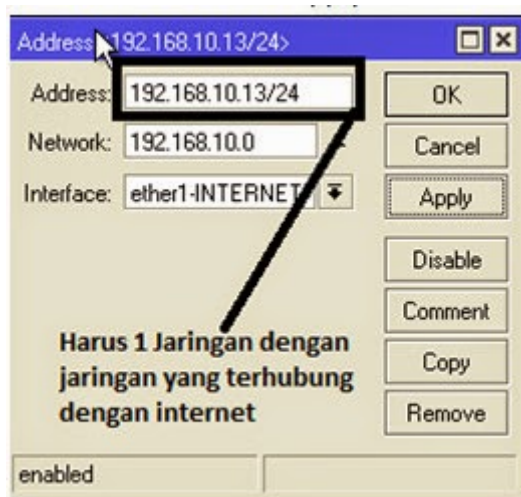 Address <192.168.10.13/24>
Address: 192.168.10.13/24 OK
Network: 192.168.10.0 Cancel
Interface: ether1-INTERNET Apply
Disable
Comment
Harus 1 Jaringan dengan
jaringan yang terhubung Copy
dengan internet Remove
enabled